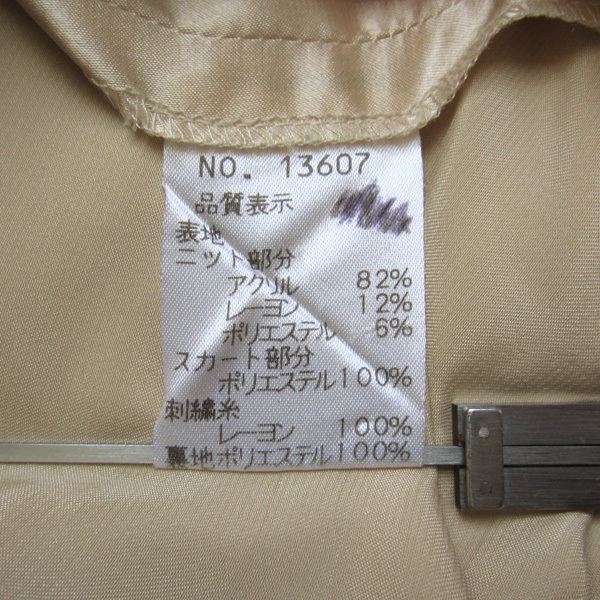 NO. 13607
品質表示
表地
ニット部分
アクリル 82%
レーヨン 12%
ポリエステル 6%
スカート部分
ポリエステル100%
刺繍糸
レーヨン 100%
裏地ポリエステル100%